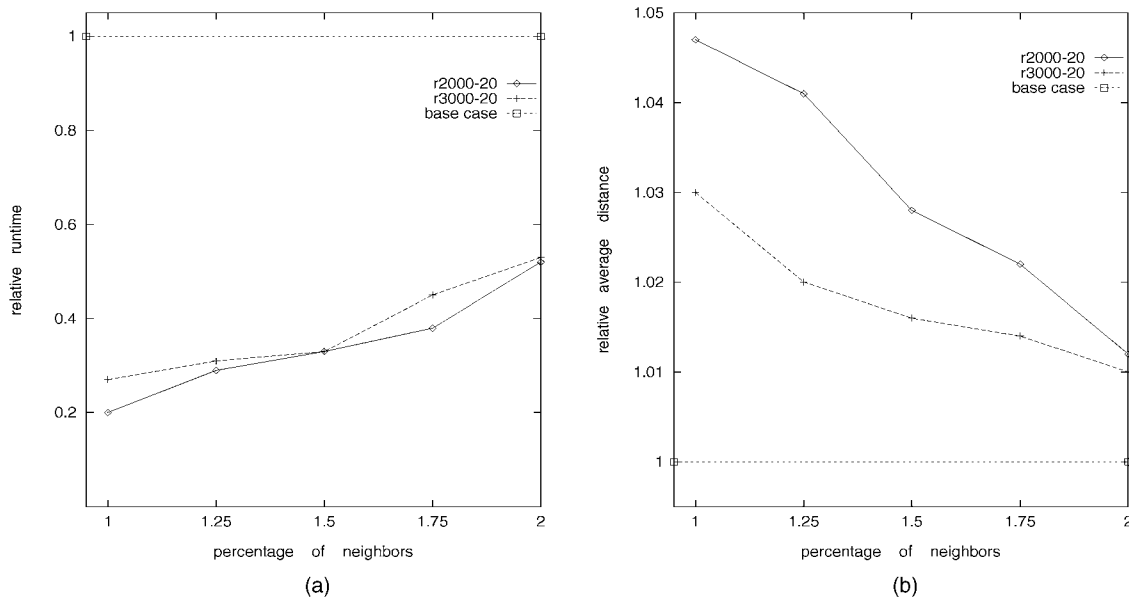 1
0.8
0.6
0.4
0.2
relative runtime
r2000-20
r3000-20
base case
1
1.25
1.5
1.75
2
percentage of neighbors
(a)
1.05
1.04
1.03
1.02
1.01
1
relative average distance
r2000-20
r3000-20
base case
1
1.25
1.5
1.75
2
percentage of neighbors
(b)